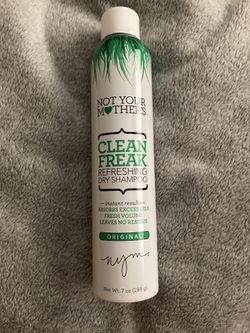 NOT YOUR
MOTHER'S
CLEAN
FREAK
REFRESHING
DRY SHAMPOO
instant results
ABSORBS EXCESS OILS
FRESH VOLUME
LEAVES NO RESIDUE
ORIGINAL
nym
Net Wt. 7 oz (198 g)